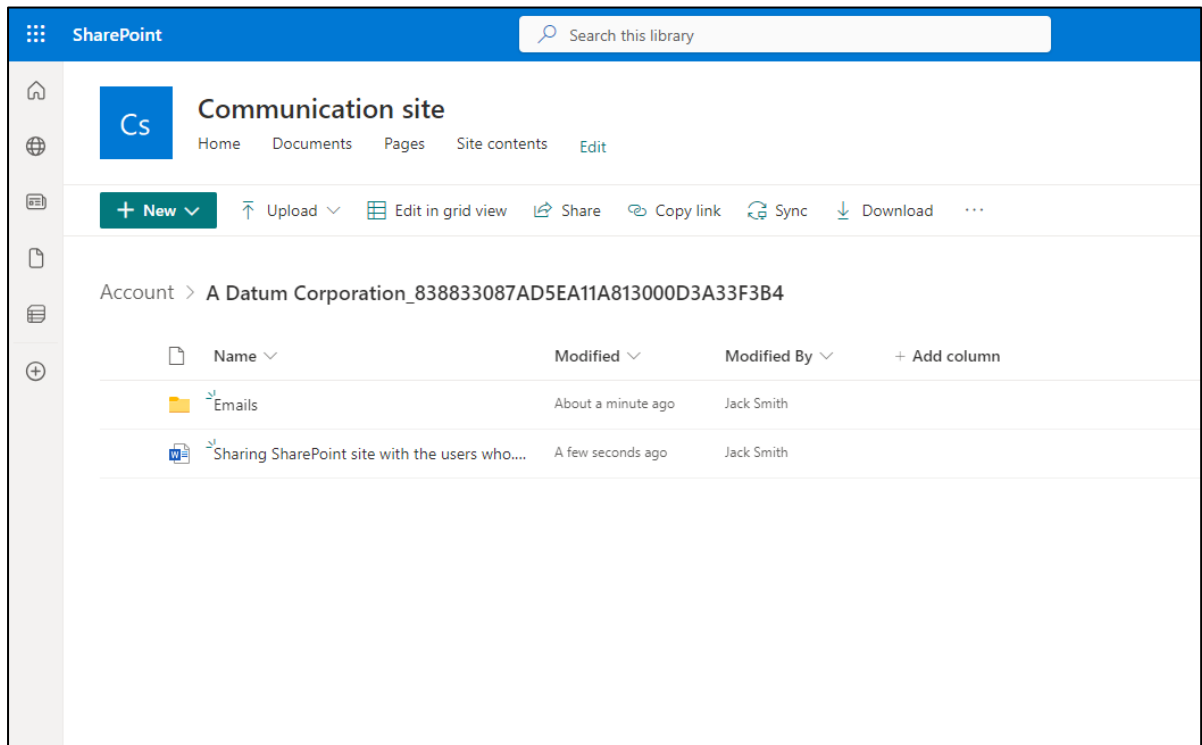 SharePoint
Search this library
Cs
Communication site
Home Documents Pages Site contents Edit
+ New Upload Edit in grid view Share Copy link Sync Download ...
Account > A Datum Corporation_838833087AD5EA11A813000D3A33F3B4
Name Modified Modified By + Add column
Emails About a minute ago Jack Smith
Sharing SharePoint site with the users who.... A few seconds ago Jack Smith